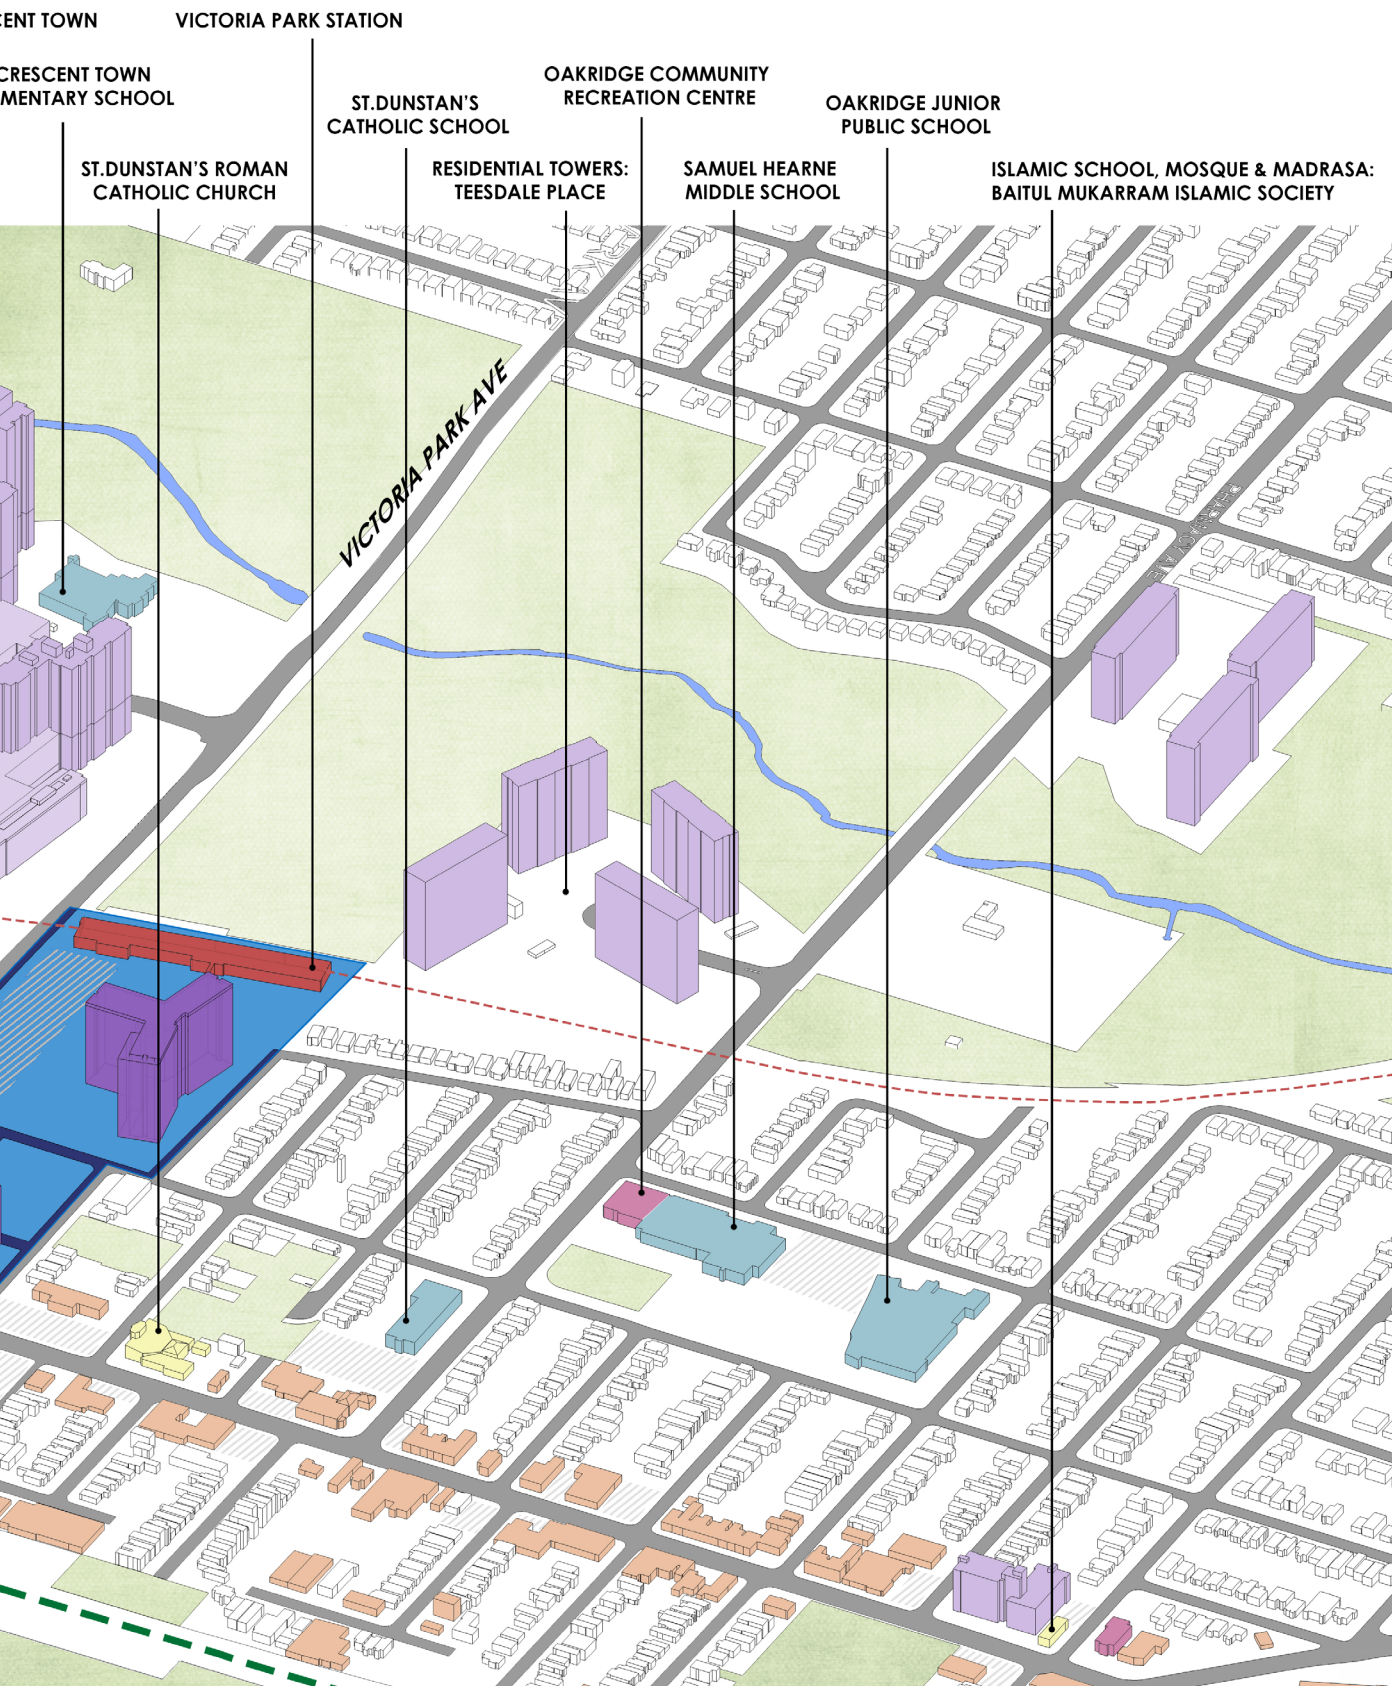 CENT TOWN
VICTORIA PARK STATION
CRESCENT TOWN
MENTARY SCHOOL
OAKRIDGE COMMUNITY
RECREATION CENTRE
ST.DUNSTAN'S
CATHOLIC SCHOOL
OAKRIDGE JUNIOR
PUBLIC SCHOOL
ST.DUNSTAN'S ROMAN
CATHOLIC CHURCH
RESIDENTIAL TOWERS:
TEESDALE PLACE
SAMUEL HEARNE
MIDDLE SCHOOL
ISLAMIC SCHOOL, MOSQUE & MADRASA:
BAITUL MUKARRAM ISLAMIC SOCIETY
VICTORIA PARK AVE
PHARMACY AVE